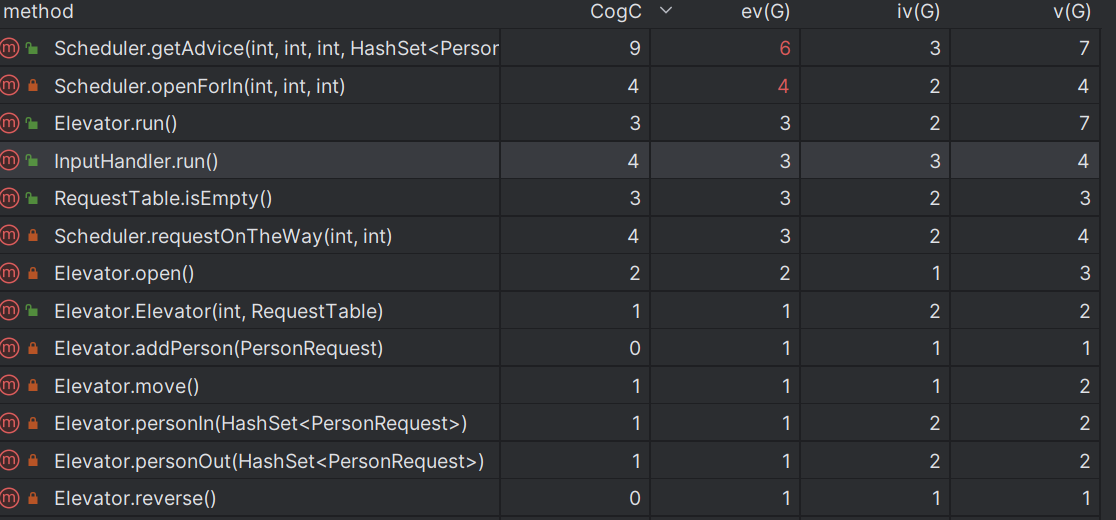 method CogC ev(G) iv(G) v(G)
m Scheduler.getAdvice(int, int, int, HashSet<Person 9 6 3 7
m Scheduler.openForIn(int, int, int) 4 4 2 4
m Elevator.run() 3 3 2 7
m InputHandler.run() 4 3 3 4
m RequestTable.isEmpty() 3 3 2 3
m Scheduler.requestOnTheWay(int, int) 4 3 2 4
m Elevator.open() 2 2 1 3
m Elevator.Elevator(int, RequestTable) 1 1 2 2
m Elevator.addPerson(PersonRequest) 0 1 1 1
m Elevator.move() 1 1 1 2
m Elevator.personIn(HashSet<PersonRequest>) 1 1 2 2
m Elevator.personOut(HashSet<PersonRequest>) 1 1 2 2
m Elevator.reverse() 0 1 1 1